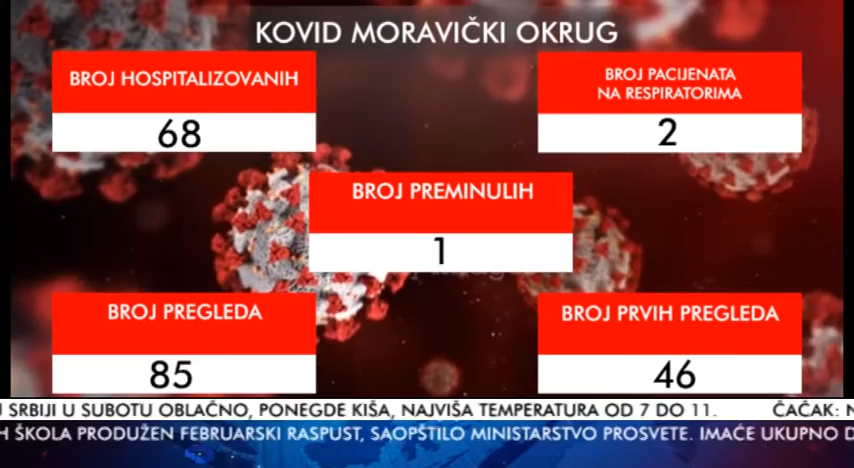 KOVID MORAVIČKI OKRUG
BROJ HOSPITALIZOVANIH
68
BROJ PACIJENATA
NA RESPIRATORIMA
2
BROJ PREMINULIH
1
BROJ PREGLEDA
85
BROJ PRVIH PREGLEDA
46
SRBIJI U SUBOTU OBLAČNO, PONEGDE KIŠA, NAJVIŠA TEMPERATURA OD 7 DO 11. ČAČAK:
ŠKOLA PRODUŽEN FEBRUARSKI RASPUST, SAOPŠTILO MINISTARSTVO PROSVETE. IMAĆE UKUPNO